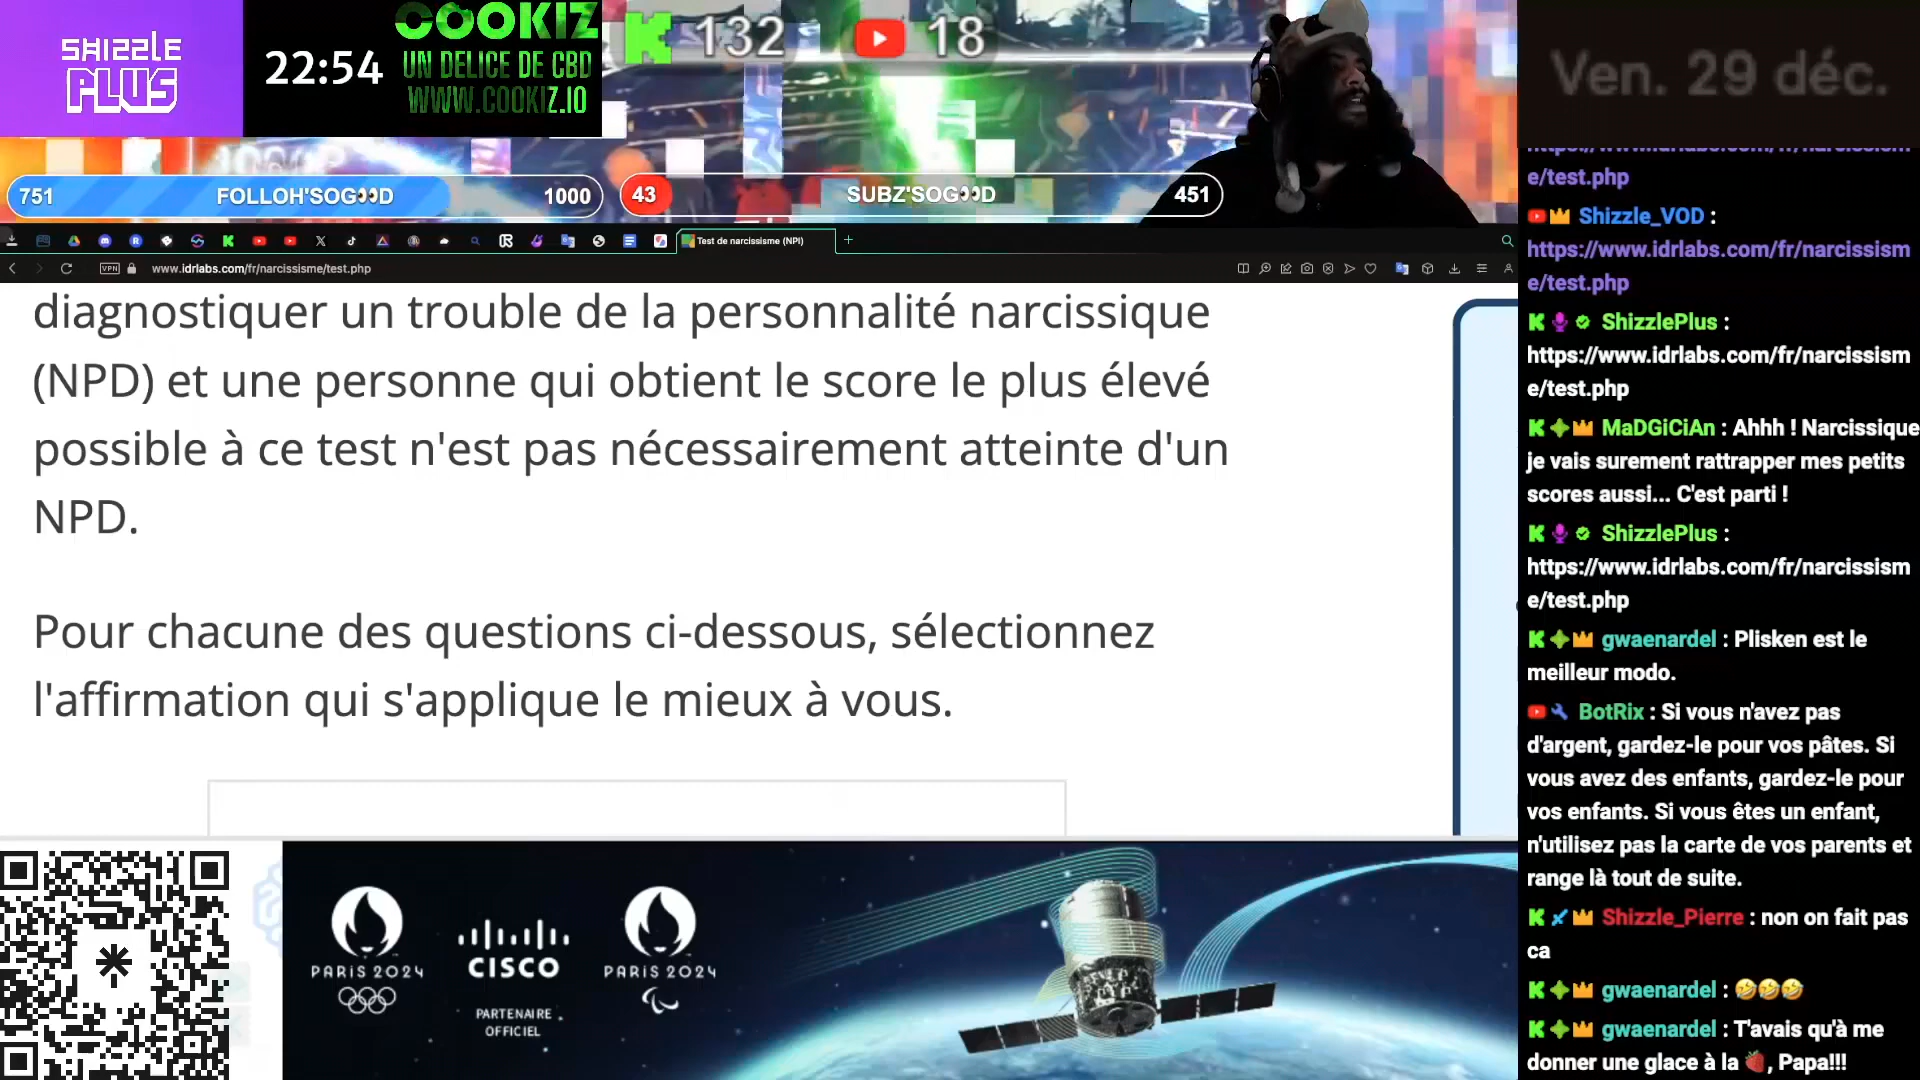 SHIZZLE
PLUS
22:54
COOKIZ
UN DELICE DE CBD
WWW.COOKIZ.IO
132
18
751
FOLLOH'SOG👀D
1000
43
SUBZ'SOG👀D
451
Test de narcissisme (NPI)
VPN
www.idrlabs.com/fr/narcissisme/test.php
diagnostiquer un trouble de la personnalité narcissique
(NPD) et une personne qui obtient le score le plus élevé
possible à ce test n'est pas nécessairement atteinte d'un
NPD.
Pour chacune des questions ci-dessous, sélectionnez
l'affirmation qui s'applique le mieux à vous.
PARIS 2024
CISCO
PARTENAIRE
OFFICIEL
PARIS 2024
Ven. 29 déc.
https://www.idrlabs.com/fr/narcissism
e/test.php
Shizzle_VOD :
https://www.idrlabs.com/fr/narcissism
e/test.php
ShizzlePlus :
https://www.idrlabs.com/fr/narcissism
e/test.php
MaDGiCiAn : Ahhh ! Narcissique
je vais surement rattrapper mes petits
scores aussi... C'est parti !
ShizzlePlus :
https://www.idrlabs.com/fr/narcissism
e/test.php
gwaenardel : Plisken est le
meilleur modo.
BotRix : Si vous n'avez pas
d'argent, gardez-le pour vos pâtes. Si
vous avez des enfants, gardez-le pour
vos enfants. Si vous êtes un enfant,
n'utilisez pas la carte de vos parents et
range là tout de suite.
Shizzle_Pierre : non on fait pas
ca
gwaenardel : 🤣🤣🤣
gwaenardel : T'avais qu'à me
donner une glace à la 🍓, Papa!!!